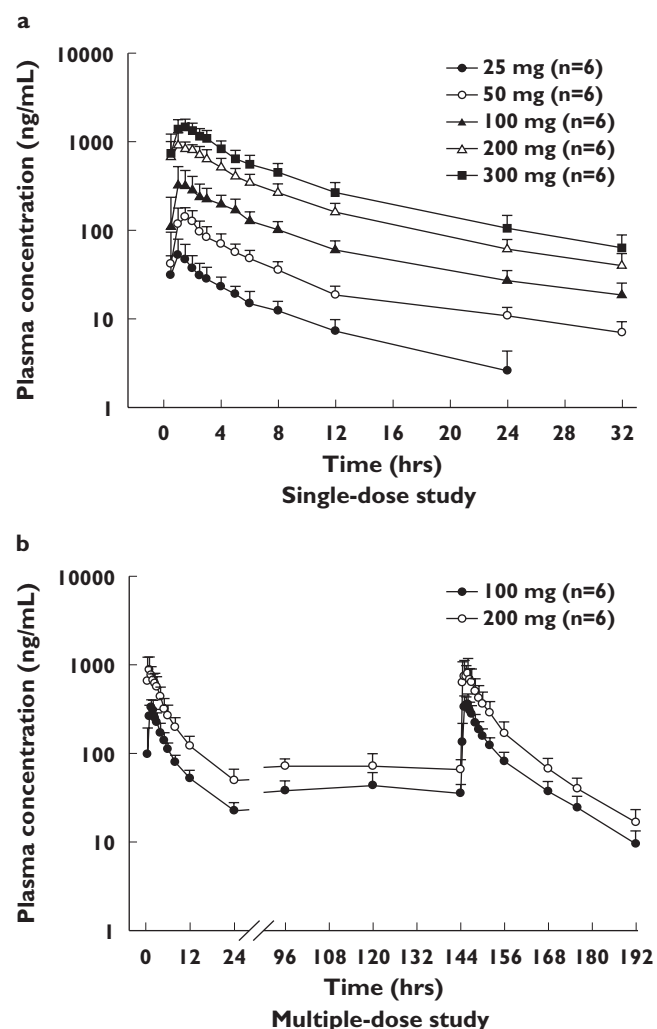 a
10000
1000
100
10
1
Plasma concentration (ng/mL)
25 mg (n=6)
50 mg (n=6)
100 mg (n=6)
200 mg (n=6)
300 mg (n=6)
0 4 8 12 16 20 24 28 32
Time (hrs)
Single-dose study
b
10000
1000
100
10
1
Plasma concentration (ng/mL)
100 mg (n=6)
200 mg (n=6)
0 12 24 96 108 120 132 144 156 168 180 192
Time (hrs)
Multiple-dose study